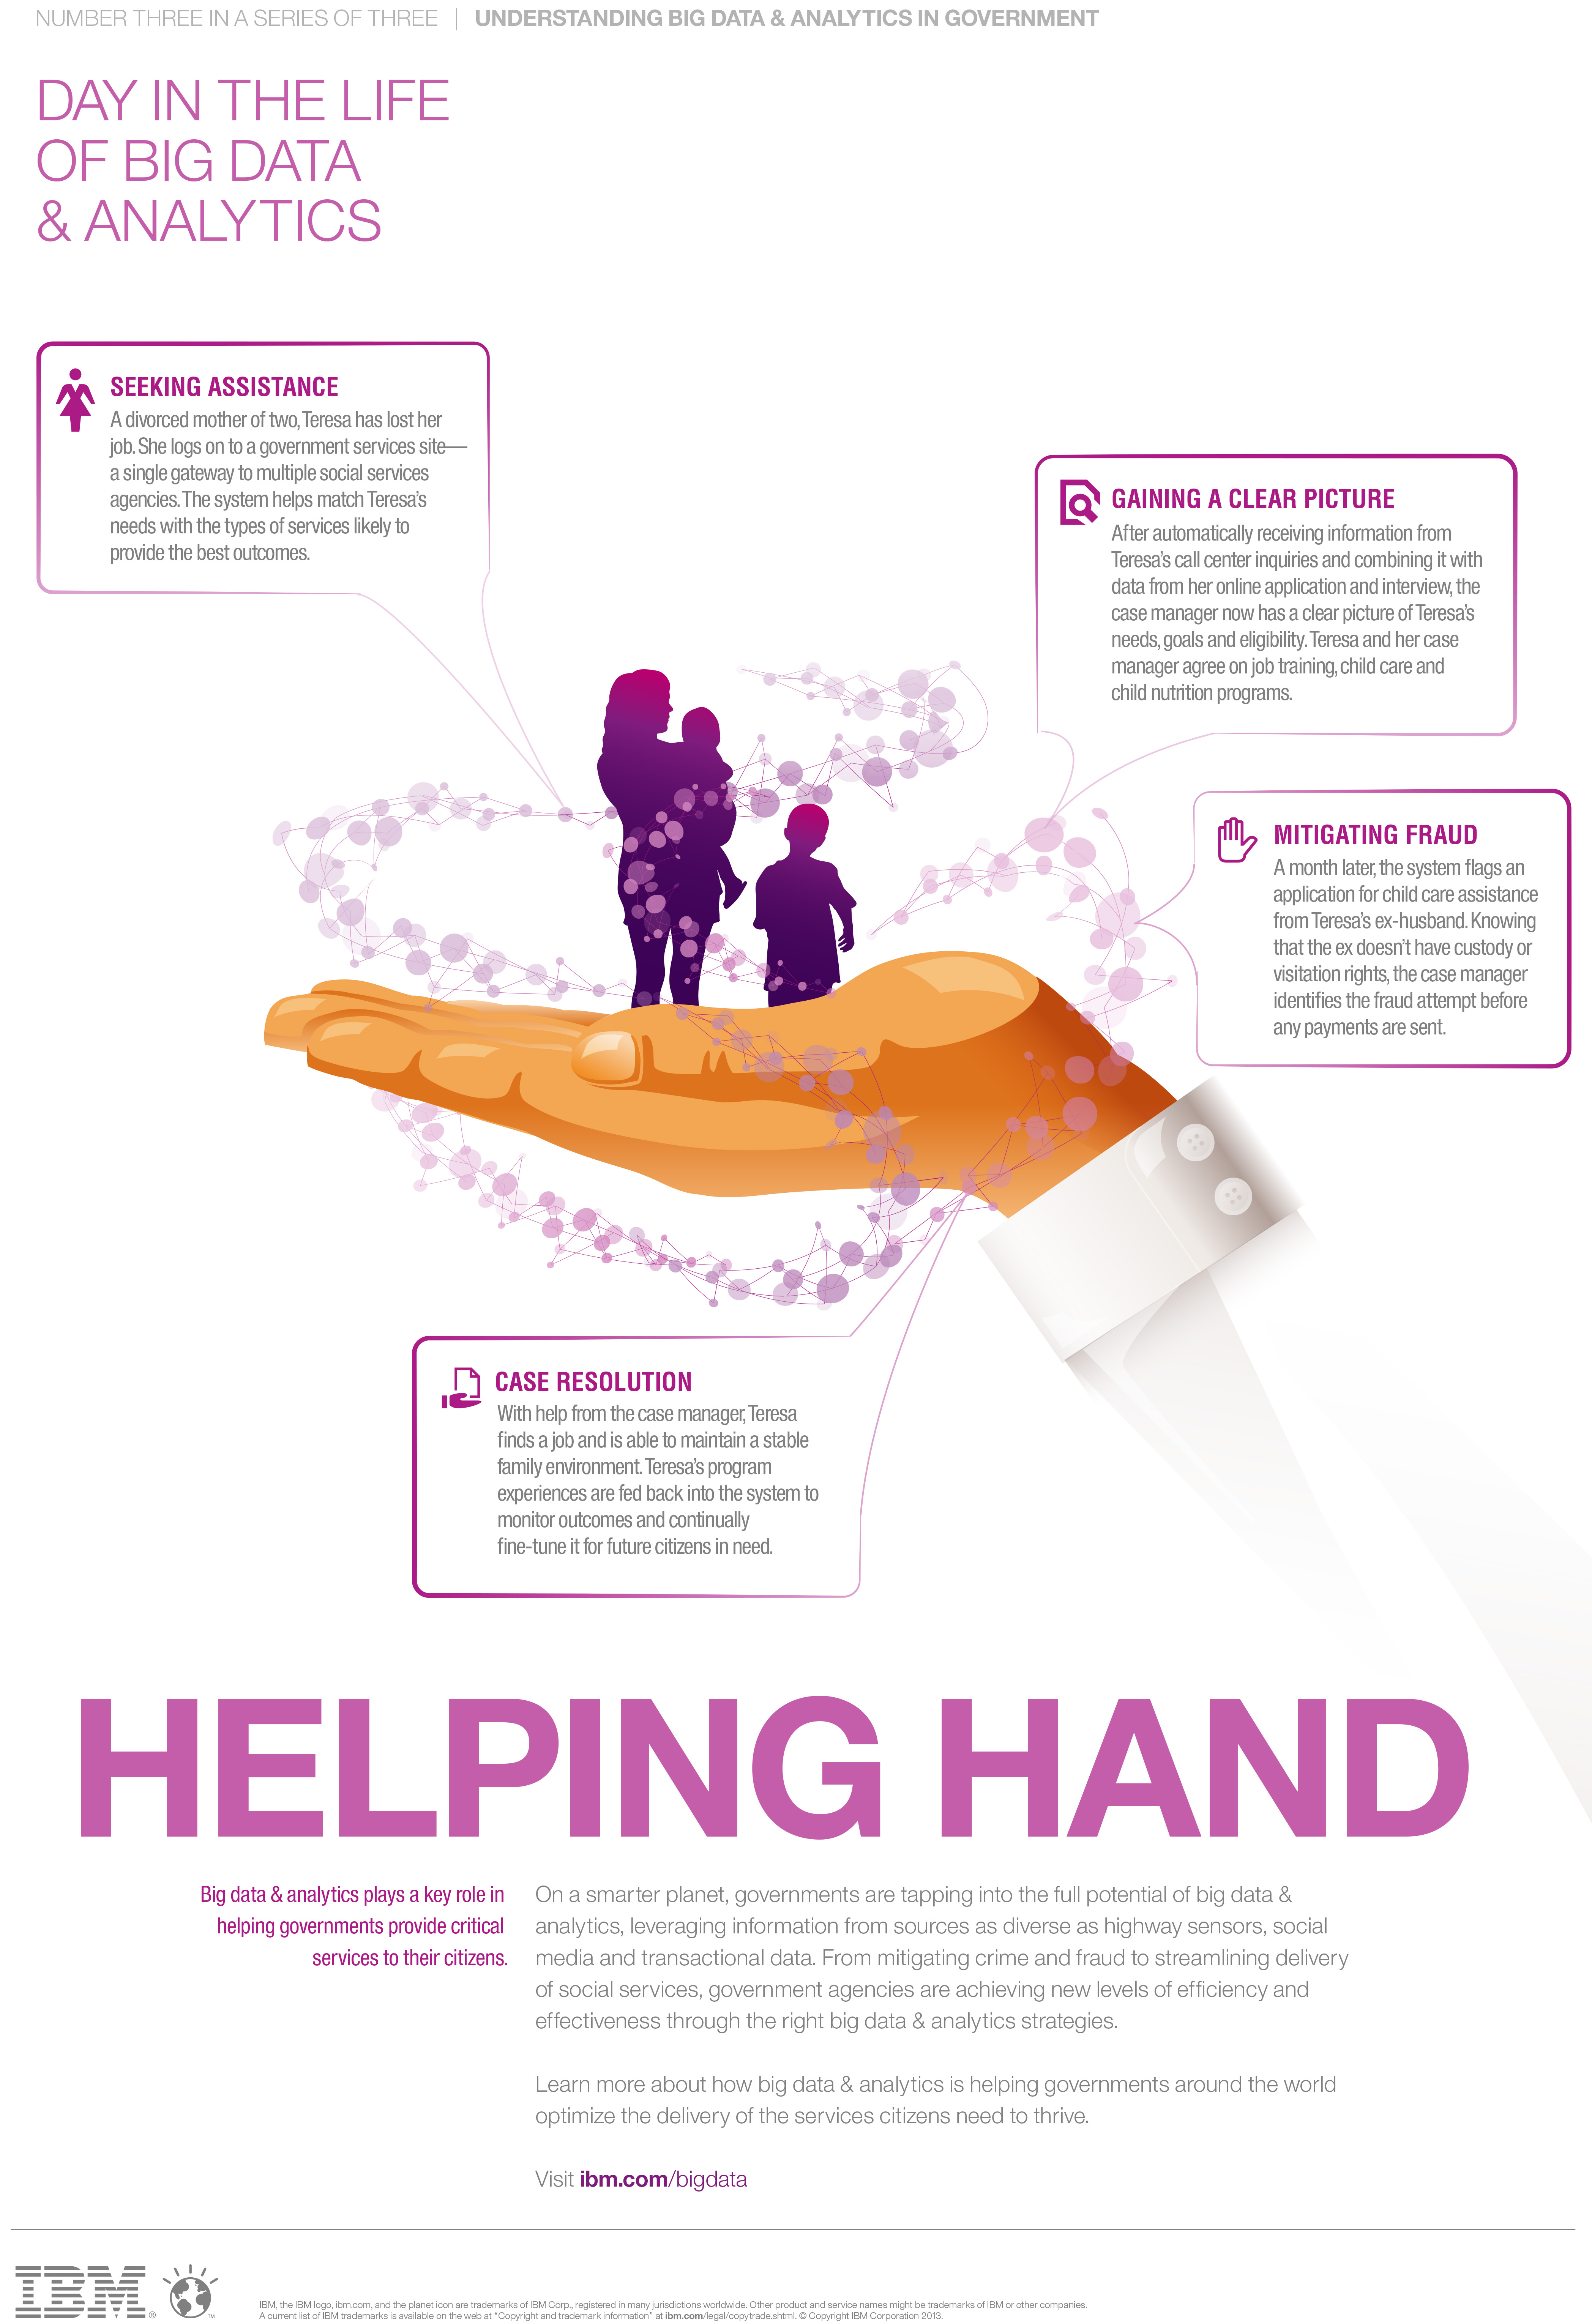 NUMBER THREE IN A SERIES OF THREE | UNDERSTANDING BIG DATA & ANALYTICS IN GOVERNMENT
DAY IN THE LIFE
OF BIG DATA
& ANALYTICS
SEEKING ASSISTANCE
A divorced mother of two, Teresa has lost her
job. She logs on to a government services site—
a single gateway to multiple social services
agencies. The system helps match Teresa's
needs with the types of services likely to
provide the best outcomes.
GAINING A CLEAR PICTURE
After automatically receiving information from
Teresa's call center inquiries and combining it with
data from her online application and interview, the
case manager now has a clear picture of Teresa's
needs, goals and eligibility. Teresa and her case
manager agree on job training, child care and
child nutrition programs.
MITIGATING FRAUD
A month later, the system flags an
application for child care assistance
from Teresa's ex-husband. Knowing
that the ex doesn't have custody or
visitation rights, the case manager
identifies the fraud attempt before
any payments are sent.
CASE RESOLUTION
With help from the case manager, Teresa
finds a job and is able to maintain a stable
family environment. Teresa's program
experiences are fed back into the system to
monitor outcomes and continually
fine-tune it for future citizens in need.
HELPING HAND
Big data & analytics plays a key role in
helping governments provide critical
services to their citizens.
On a smarter planet, governments are tapping into the full potential of big data &
analytics, leveraging information from sources as diverse as highway sensors, social
media and transactional data. From mitigating crime and fraud to streamlining delivery
of social services, government agencies are achieving new levels of efficiency and
effectiveness through the right big data & analytics strategies.
Learn more about how big data & analytics is helping governments around the world
optimize the delivery of the services citizens need to thrive.
Visit ibm.com/bigdata
IBM® ™
IBM, the IBM logo, ibm.com, and the planet icon are trademarks of IBM Corp., registered in many jurisdictions worldwide. Other product and service names might be trademarks of IBM or other companies.
A current list of IBM trademarks is available on the web at "Copyright and trademark information" at ibm.com/legal/copytrade.shtml. © Copyright IBM Corporation 2013.